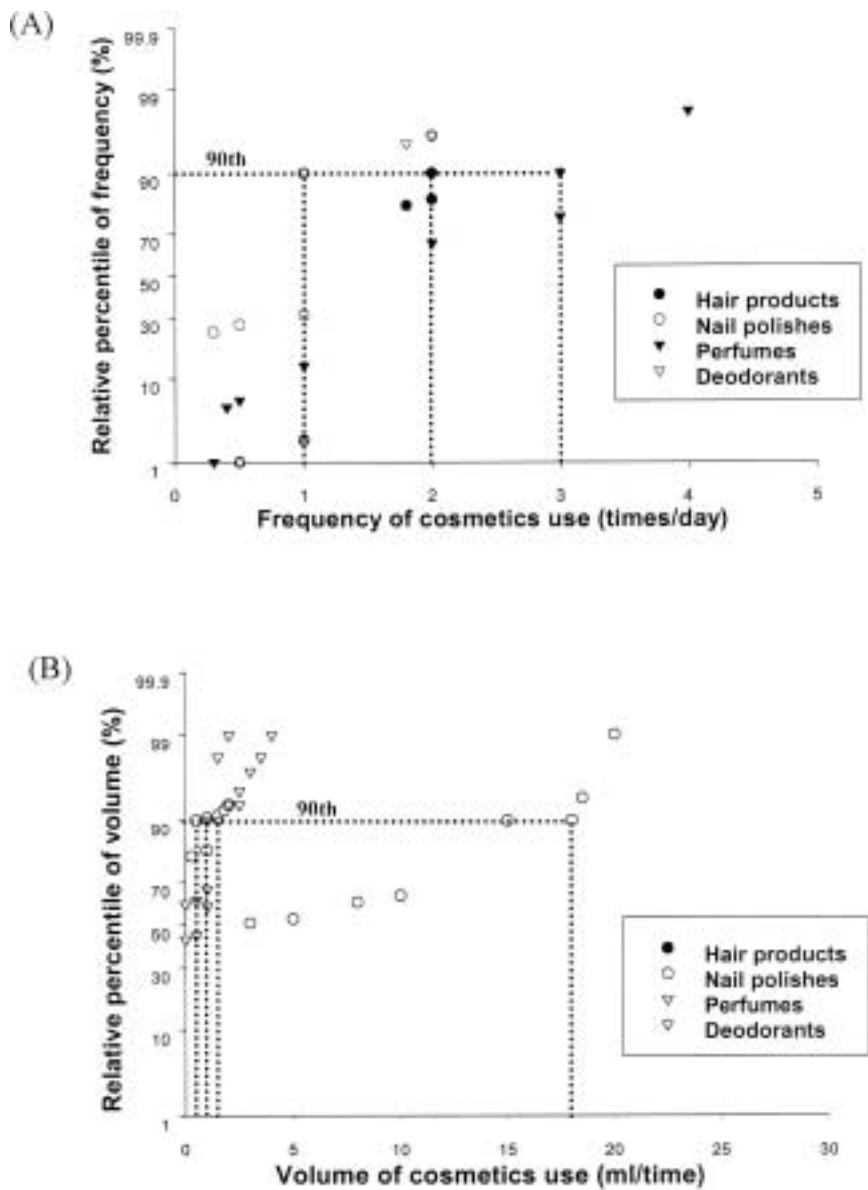 (A)
Relative percentile of frequency (%)
99.9
99
90
70
50
30
10
1
90th
Hair products
Nail polishes
Perfumes
Deodorants
0 1 2 3 4 5
Frequency of cosmetics use (times/day)
(B)
Relative percentile of volume (%)
99.9
99
90
70
50
30
10
1
90th
Hair products
Nail polishes
Perfumes
Deodorants
0 5 10 15 20 25 30
Volume of cosmetics use (ml/time)